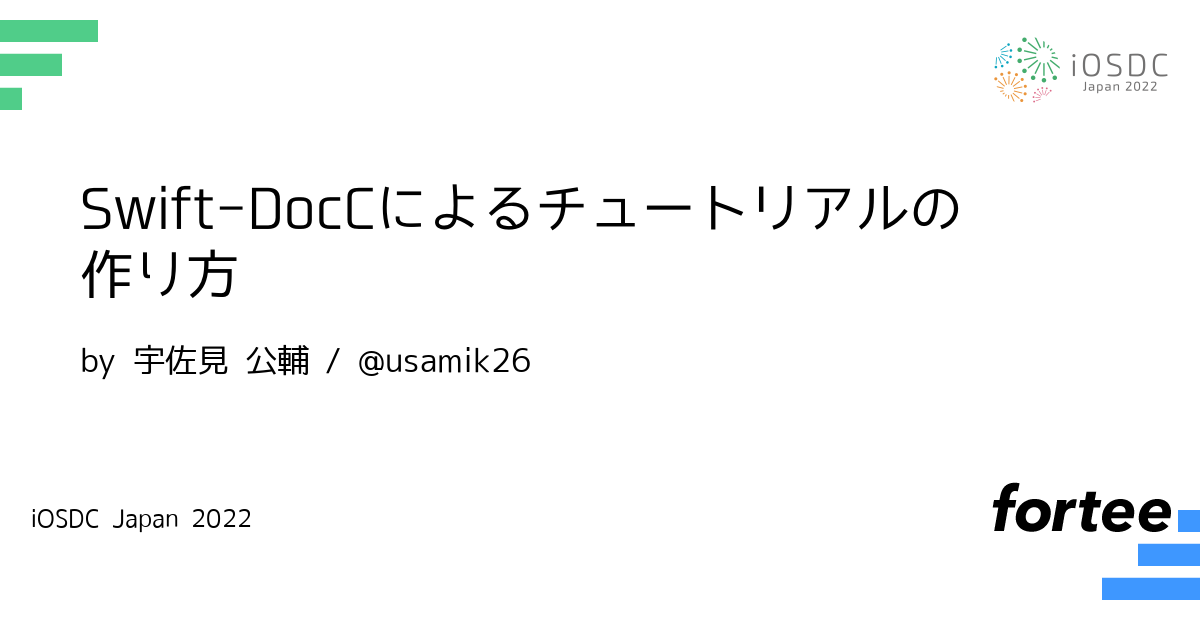 iOSDC
Japan 2022
Swift-DocCによるチュートリアルの
作り方
by 宇佐見 公輔 / @usamik26
iOSDC Japan 2022
fortee